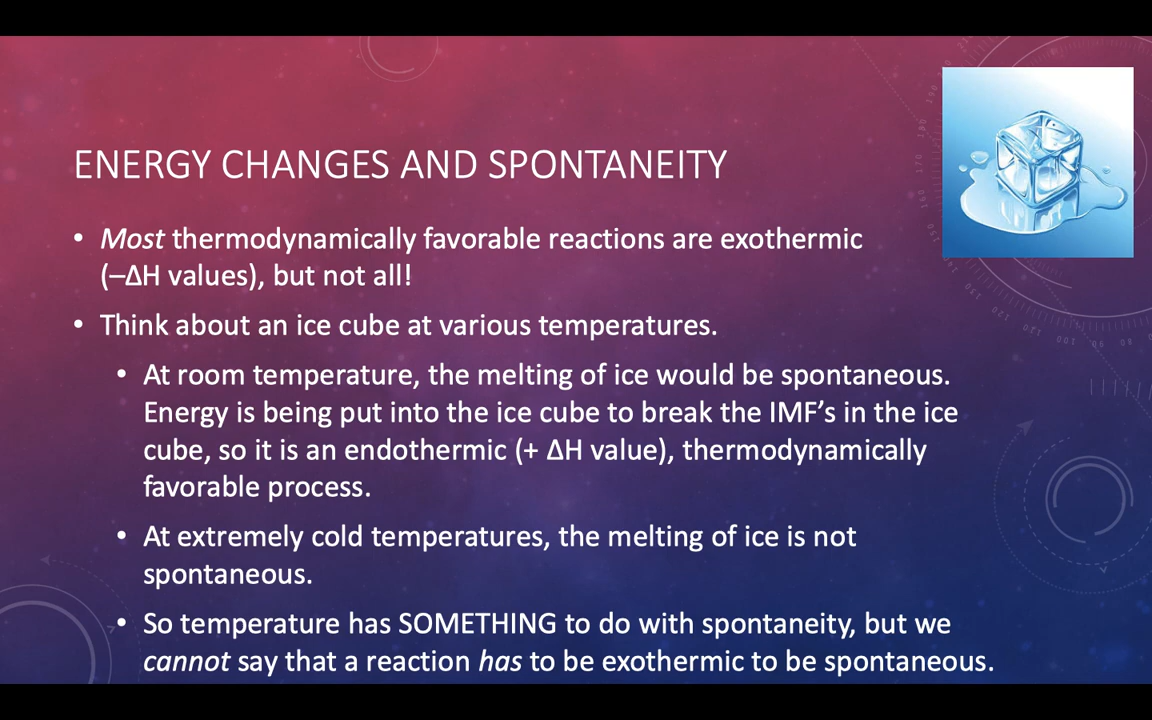 ENERGY CHANGES AND SPONTANEITY
• Most thermodynamically favorable reactions are exothermic
(–ΔH values), but not all!
• Think about an ice cube at various temperatures.
• At room temperature, the melting of ice would be spontaneous.
Energy is being put into the ice cube to break the IMF’s in the ice
cube, so it is an endothermic (+ ΔH value), thermodynamically
favorable process.
• At extremely cold temperatures, the melting of ice is not
spontaneous.
• So temperature has SOMETHING to do with spontaneity, but we
cannot say that a reaction has to be exothermic to be spontaneous.